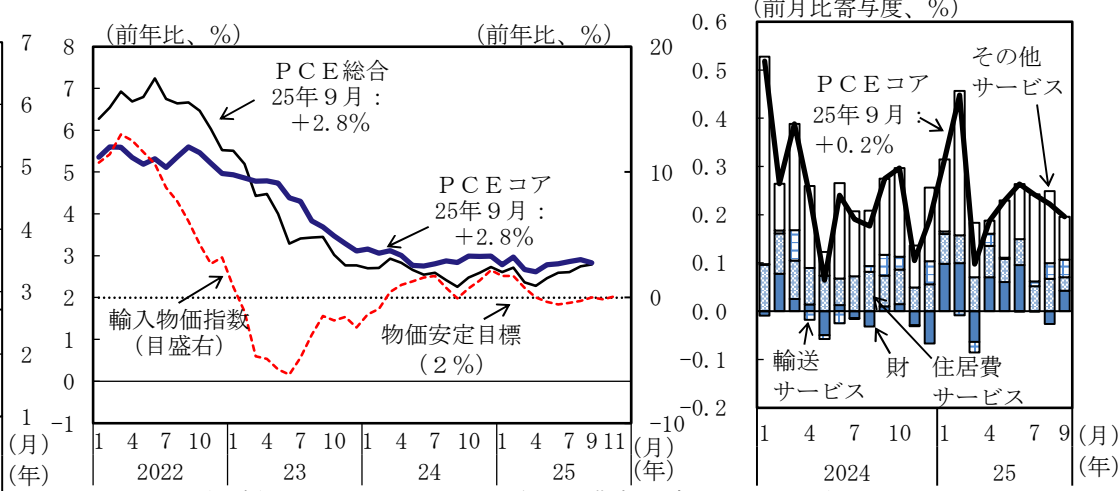 7
6
5
4
3
2
1
(月)
(年)
(前年比、%)
(前年比、%)
8
7
6
5
4
3
2
1
0
-1
20
10
0
-10
PCE総合
25年9月:
+2.8%
PCEコア
25年9月:
+2.8%
輸入物価指数
(目盛右)
物価安定目標
(2%)
1 4 7 10 1 4 7 10 1 4 7 10 1 4 7 9 11
(月)
2022 23 24 25
(年)
(前月比寄与度、%)
0.6
0.5
0.4
0.3
0.2
0.1
0.0
-0.1
-0.2
PCEコア
25年9月:
+0.2%
その他
サービス
輸送
サービス
財
住居費
サービス
1 4 7 10 1 4 7 9
(月)
2024 25
(年)